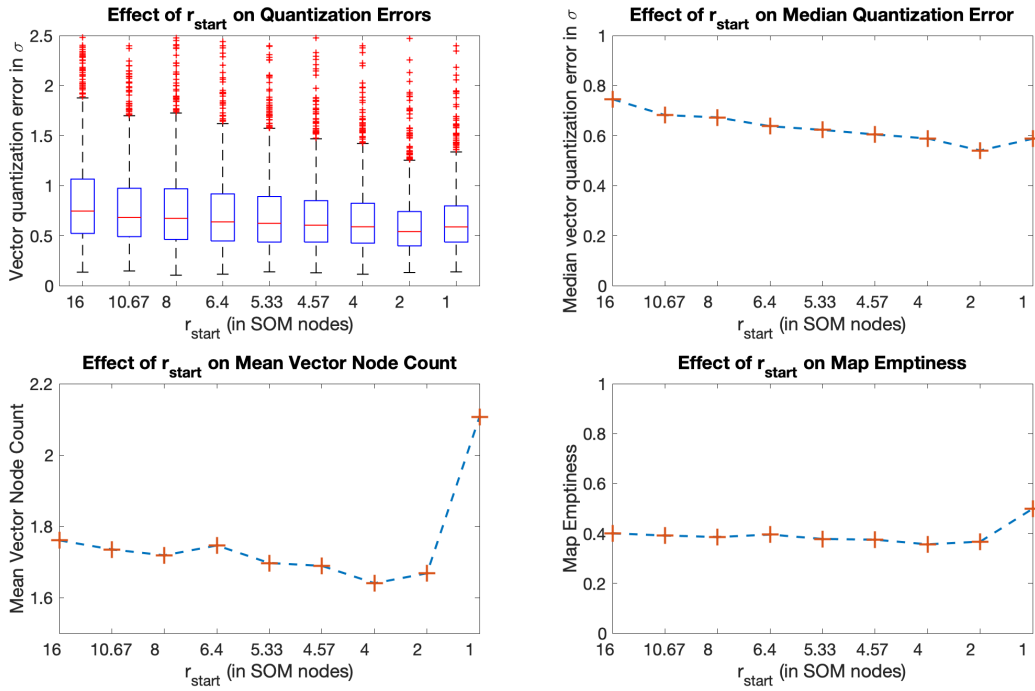 Effect of r_start on Quantization Errors
Vector quantization error in σ
2.5
2
1.5
1
0.5
0
16 10.67 8 6.4 5.33 4.57 4 2 1
r_start (in SOM nodes)
Effect of r_start on Median Quantization Error
Median vector quantization error in σ
1
0.8
0.6
0.4
0.2
0
16 10.67 8 6.4 5.33 4.57 4 2 1
r_start (in SOM nodes)
Effect of r_start on Mean Vector Node Count
Mean Vector Node Count
2.2
2
1.8
1.6
16 10.67 8 6.4 5.33 4.57 4 2 1
r_start (in SOM nodes)
Effect of r_start on Map Emptiness
Map Emptiness
1
0.8
0.6
0.4
0.2
0
16 10.67 8 6.4 5.33 4.57 4 2 1
r_start (in SOM nodes)